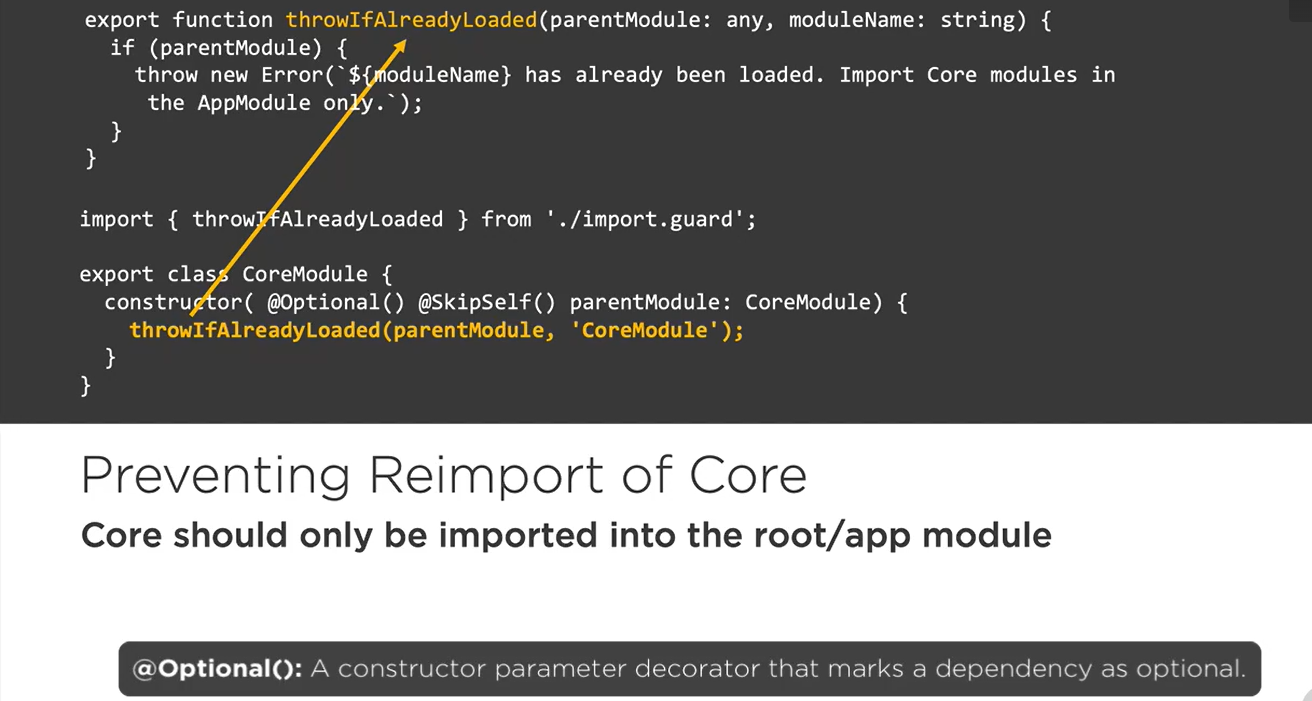 export function throwIfAlreadyLoaded(parentModule: any, moduleName: string) {
if (parentModule) {
throw new Error(`${moduleName} has already been loaded. Import Core modules in
the AppModule only.`);
}
}
import { throwIfAlreadyLoaded } from './import.guard';
export class CoreModule {
constructor( @Optional() @SkipSelf() parentModule: CoreModule) {
throwIfAlreadyLoaded(parentModule, 'CoreModule');
}
}
Preventing Reimport of Core
Core should only be imported into the root/app module
@Optional(): A constructor parameter decorator that marks a dependency as optional.